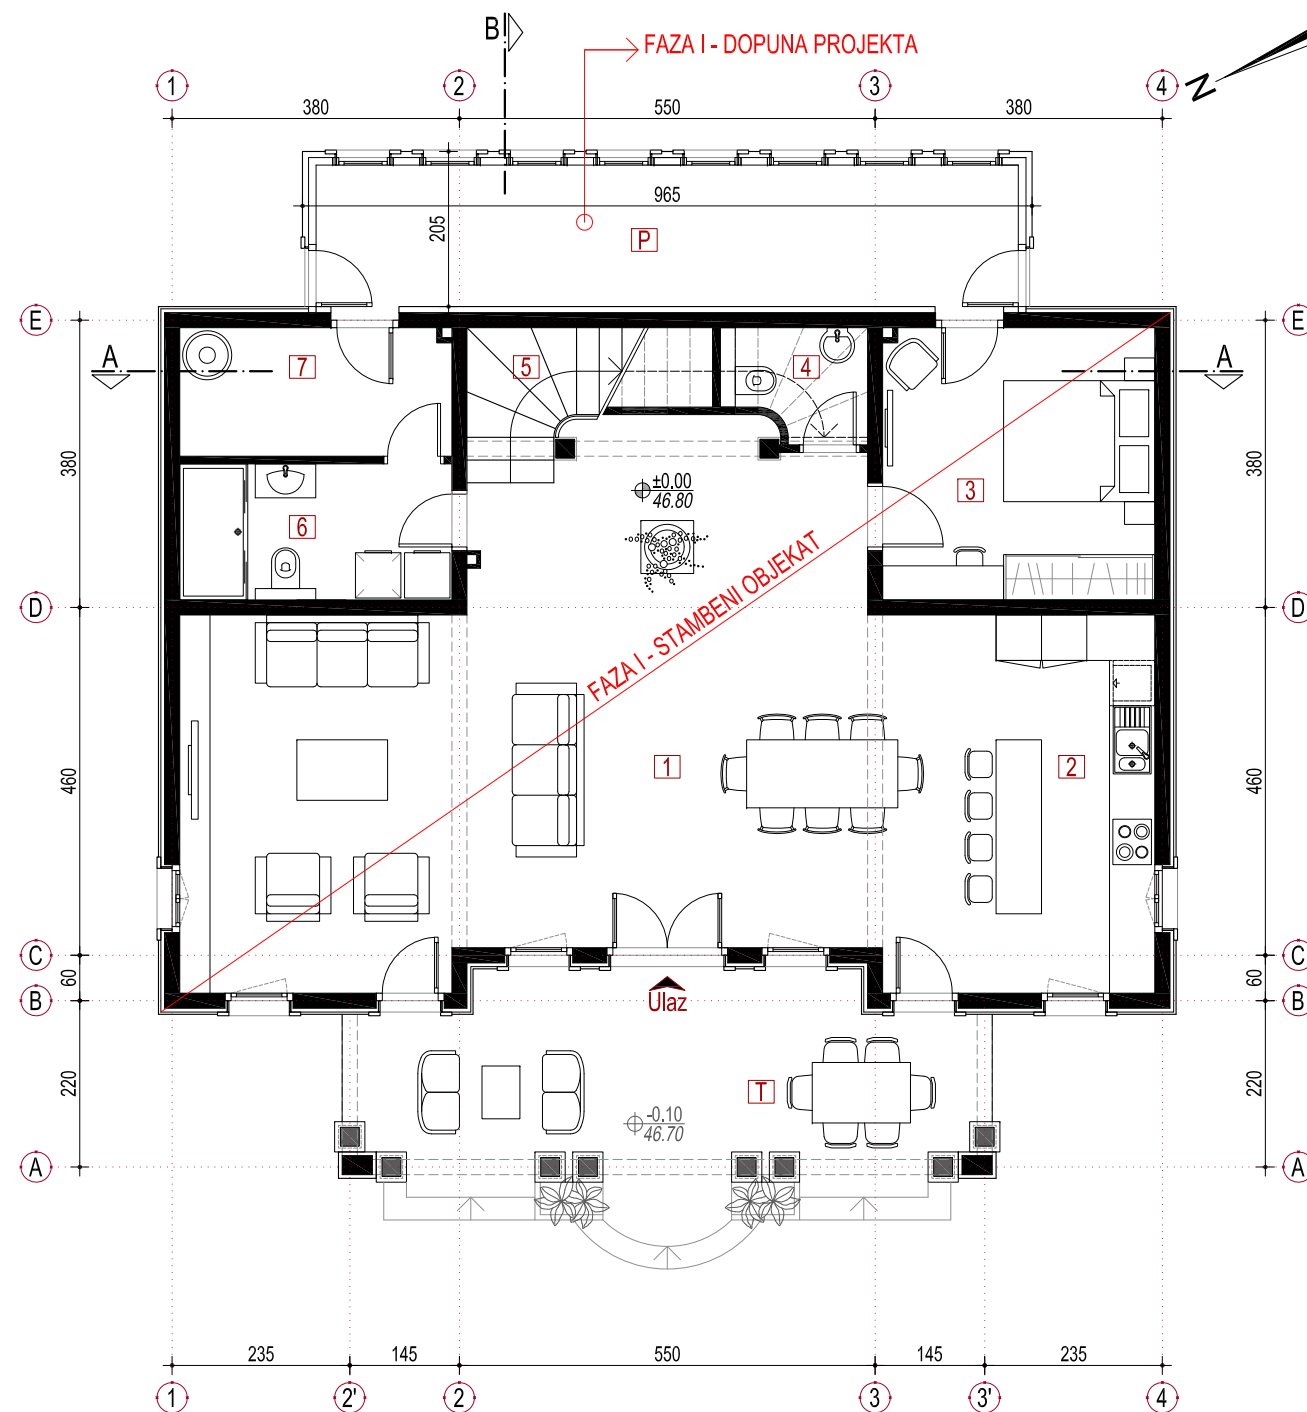 B
FAZA I - DOPUNA PROJEKTA
N
1 2 3 4
380 550 380
965
205
P
E E
A A
7 5 4
380 380
±0.00
46.80
3
6
D D
FAZA I - STAMBENI OBJEKAT
460 1 2 460
C C
60 60
B B
Ulaz
220 T 220
-0.10
46.70
A A
235 145 550 145 235
1 2' 2 3 3' 4